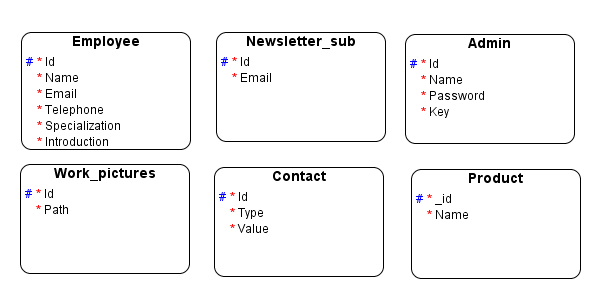 Employee
# * Id
* Name
* Email
* Telephone
* Specialization
* Introduction
Newsletter_sub
# * Id
* Email
Admin
# * Id
* Name
* Password
* Key
Work_pictures
# * Id
* Path
Contact
# * Id
* Type
* Value
Product
# * _id
* Name